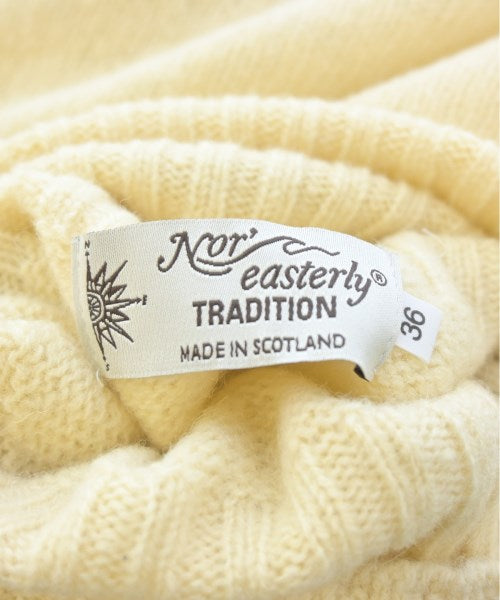 Nor'
easterly®
TRADITION
MADE IN SCOTLAND
N
E
S
36